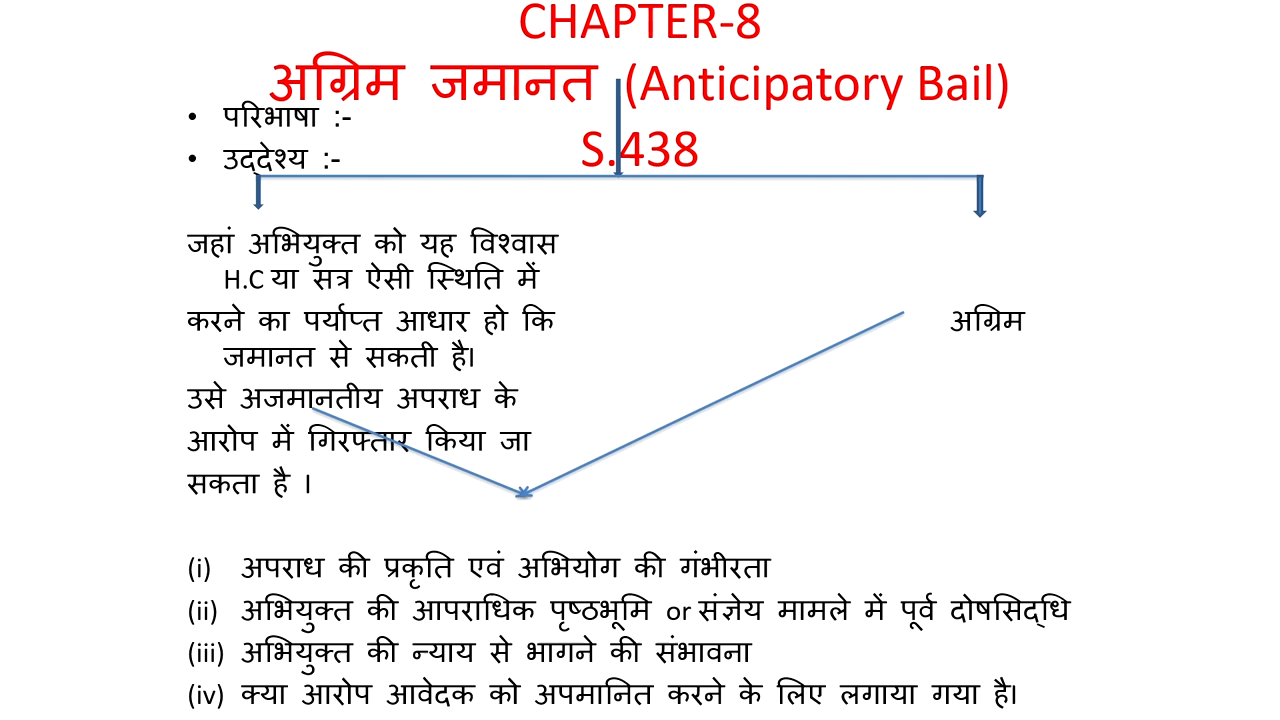 CHAPTER-8
अग्रिम जमानत (Anticipatory Bail)
S.438
• परिभाषा :-
• उद्देश्य :-
जहां अभियुक्त को यह विश्वास
H.C या सत्र ऐसी स्थिति में
करने का पर्याप्त आधार हो कि
अग्रिम
जमानत से सकती है।
उसे अजमानतीय अपराध के
आरोप में गिरफ्तार किया जा
सकता है ।
(i) अपराध की प्रकृति एवं अभियोग की गंभीरता
(ii) अभियुक्त की आपराधिक पृष्ठभूमि or संज्ञेय मामले में पूर्व दोषसिद्धि
(iii) अभियुक्त की न्याय से भागने की संभावना
(iv) क्या आरोप आवेदक को अपमानित करने के लिए लगाया गया है।